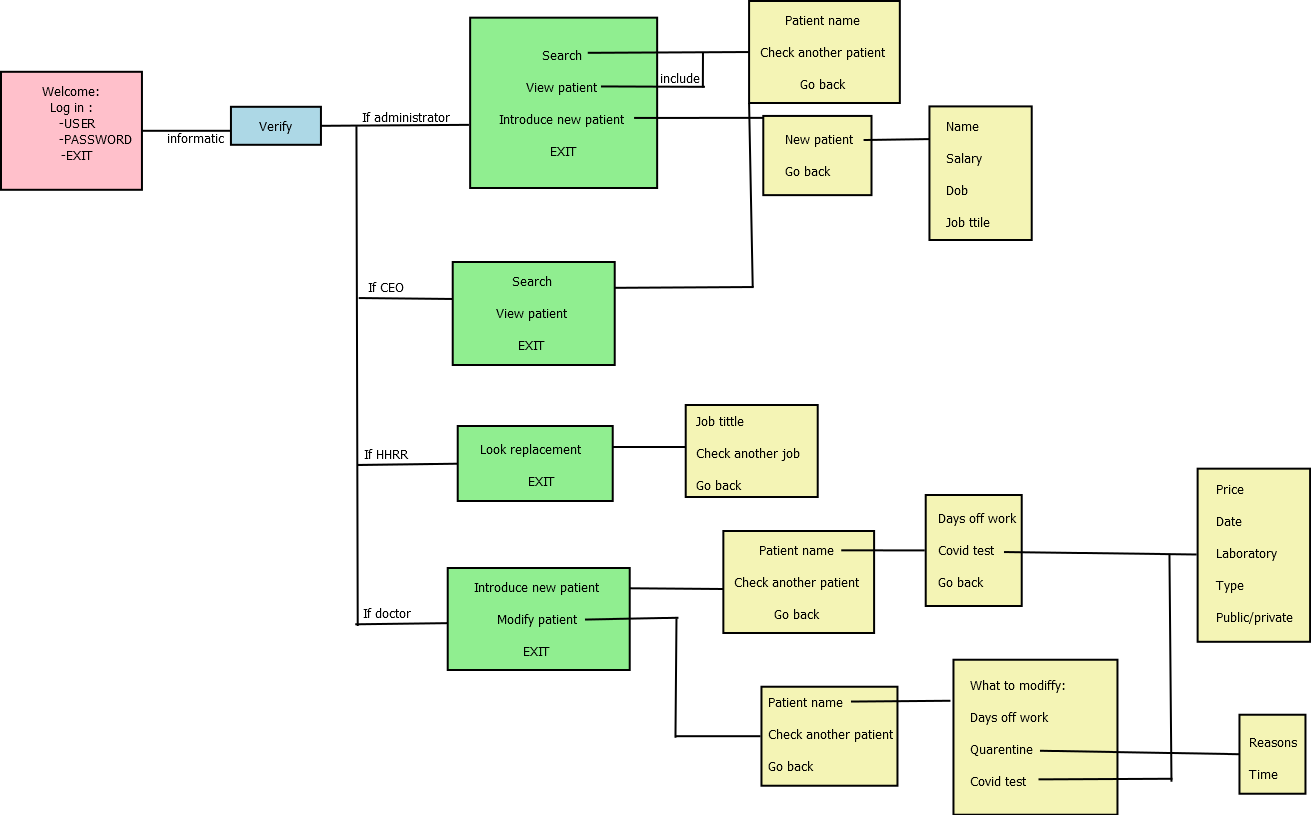 Welcome:
Log in :
-USER
-PASSWORD
-EXIT
informatic
Verify
If administrator
Search
View patient
Introduce new patient
EXIT
include
Patient name
Check another patient
Go back
New patient
Go back
Name
Salary
Dob
Job ttile
If CEO
Search
View patient
EXIT
If HHRR
Look replacement
EXIT
Job tittle
Check another job
Go back
If doctor
Introduce new patient
Modify patient
EXIT
Patient name
Check another patient
Go back
Days off work
Covid test
Go back
Price
Date
Laboratory
Type
Public/private
Patient name
Check another patient
Go back
What to modiffy:
Days off work
Quarentine
Covid test
Reasons
Time